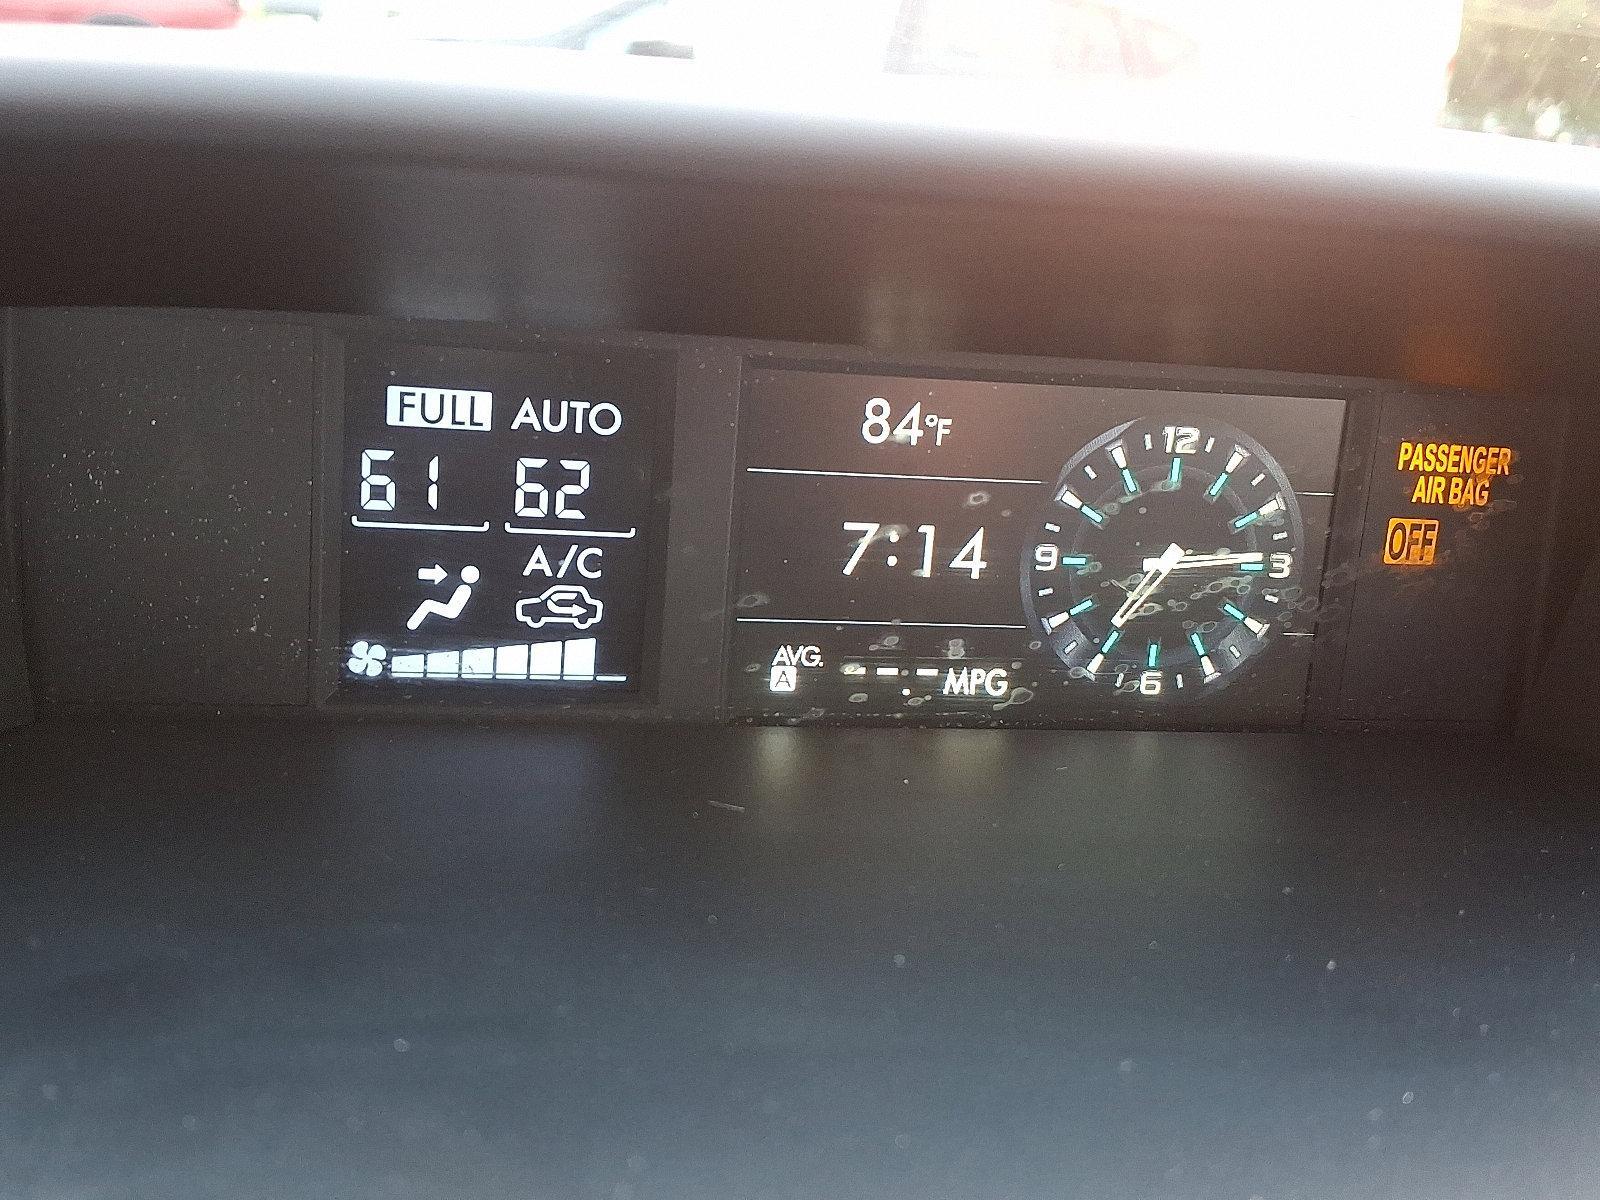 FULL AUTO
61 62
A/C
84°F
7:14
AVG.
A --.- MPG
12
3
6
9
PASSENGER
AIR BAG
OFF